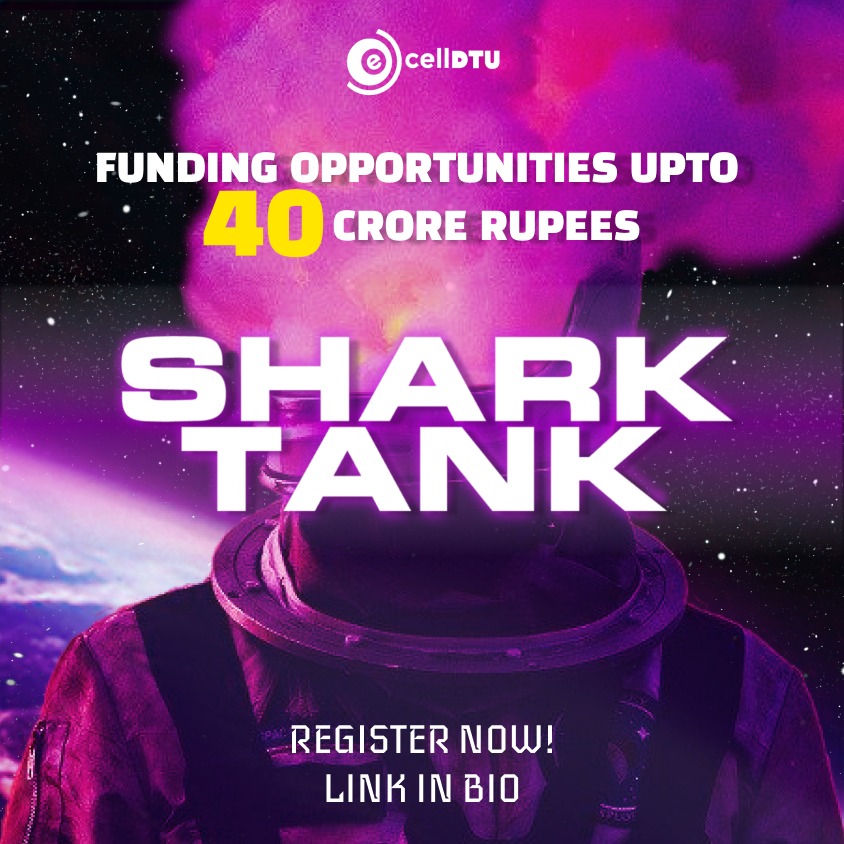 e cellDTU
FUNDING OPPORTUNITIES UPTO
40 CRORE RUPEES
SHARK
TANK
REGISTER NOW!
LINK IN BIO